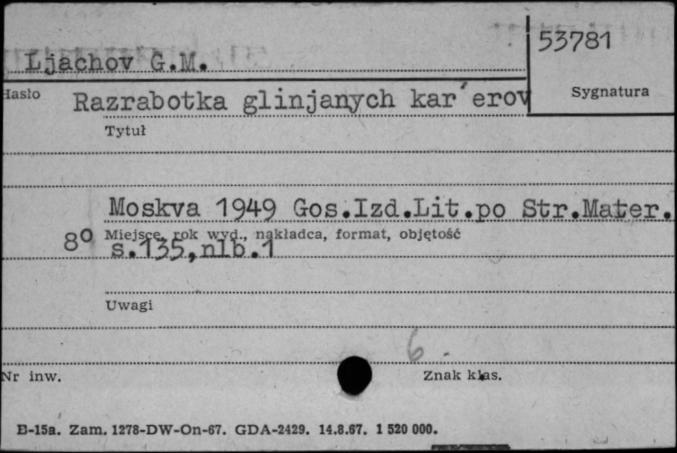 53781
Ljachov G.M.
Hasło
Sygnatura
Razrabotka glinjanych kar'erov
Tytuł
Moskva 1949 Gos.Izd.Lit.po Str.Mater.
8º Miejsce, rok wyd., nakładca, format, objętość
s.135,nlb.1
Uwagi
6.
Nr inw.
Znak klas.
B-15a. Zam. 1278-DW-On-67. GDA-2429. 14.8.67. 1 520 000.